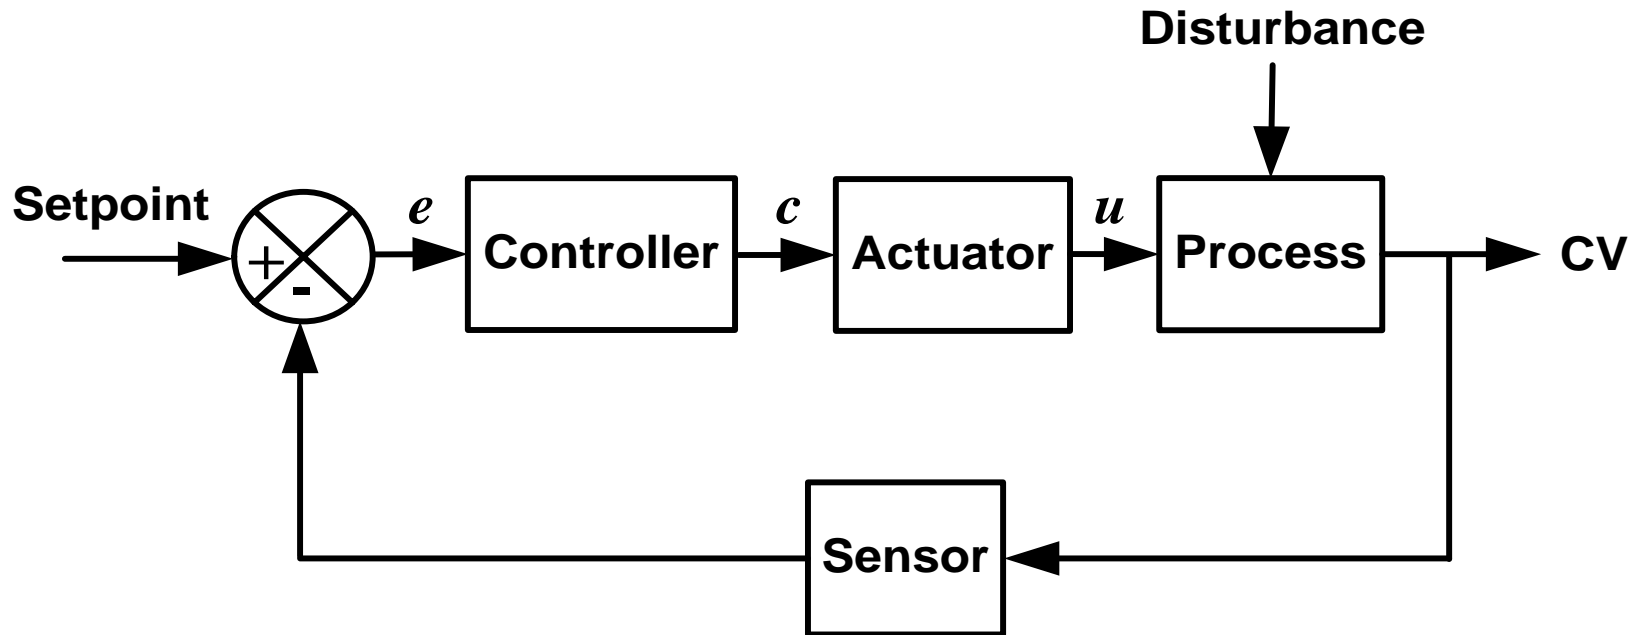 Disturbance
Setpoint
e
Controller
c
Actuator
u
Process
CV
+
-
Sensor